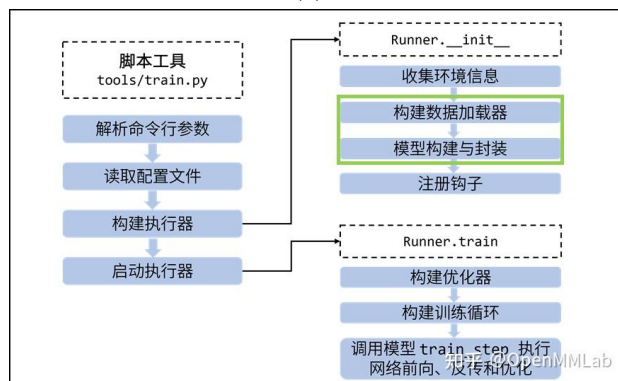 脚本工具
tools/train.py
解析命令行参数
读取配置文件
构建执行器
启动执行器
Runner.__init__
收集环境信息
构建数据加载器
模型构建与封装
注册钩子
Runner.train
构建优化器
构建训练循环
调用模型 train_step 执行
网络前向、反传和优化
知乎 @OpenMMLab